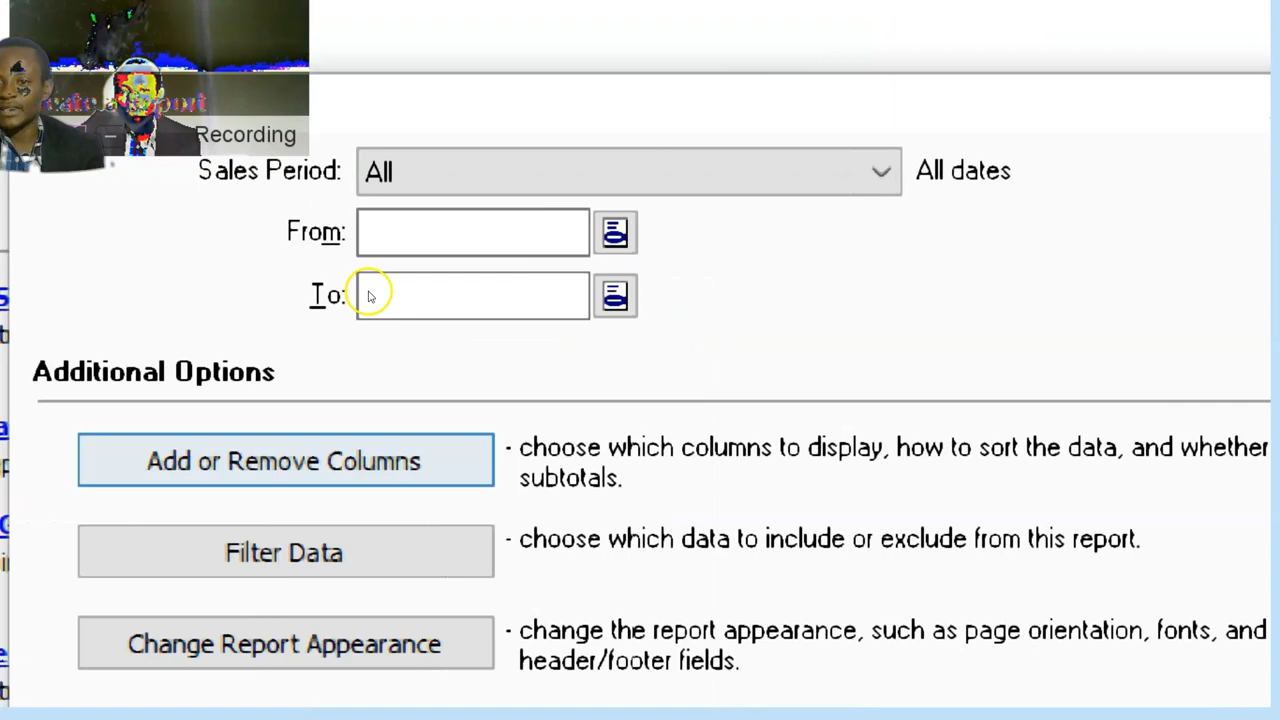 Recording
Sales Period: All All dates
From:
To:
Additional Options
Add or Remove Columns - choose which columns to display, how to sort the data, and whether
subtotals.
Filter Data - choose which data to include or exclude from this report.
Change Report Appearance - change the report appearance, such as page orientation, fonts, and
header/footer fields.